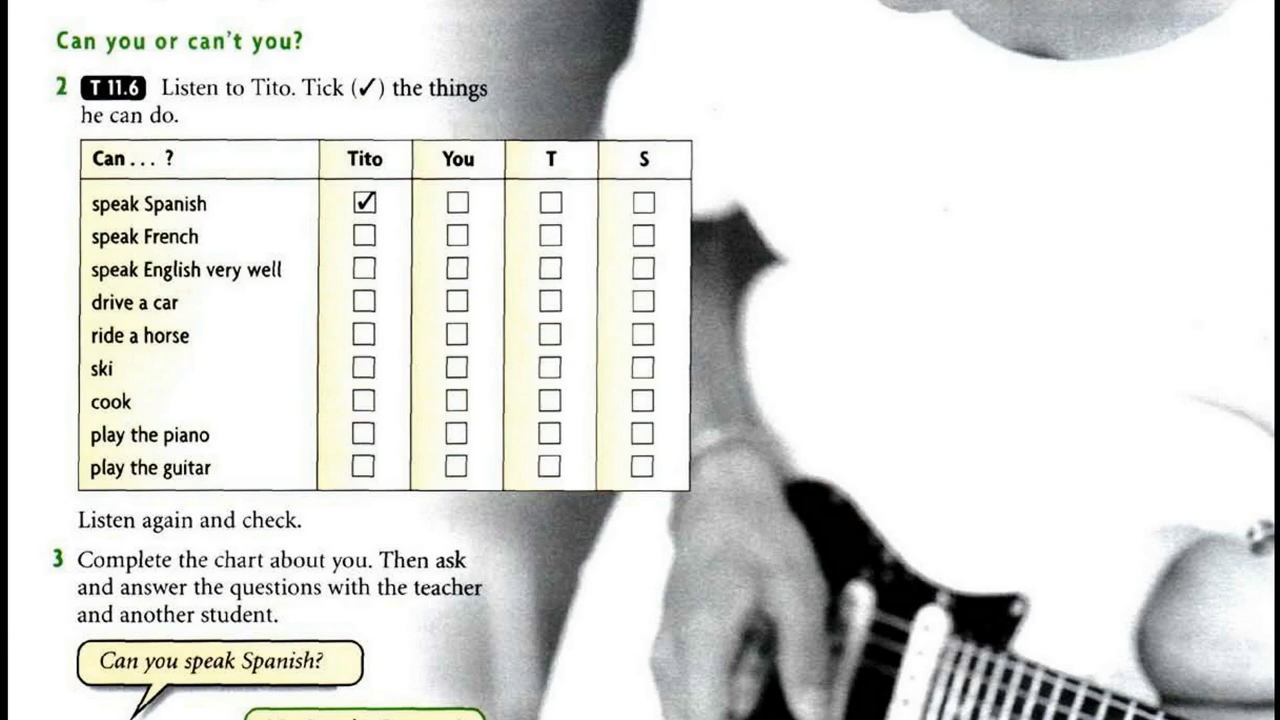 Can you or can't you?
2 T 11.6 Listen to Tito. Tick (✓) the things
he can do.
Can . . . ? Tito You T S
speak Spanish ✓
speak French
speak English very well
drive a car
ride a horse
ski
cook
play the piano
play the guitar
Listen again and check.
3 Complete the chart about you. Then ask
and answer the questions with the teacher
and another student.
Can you speak Spanish?